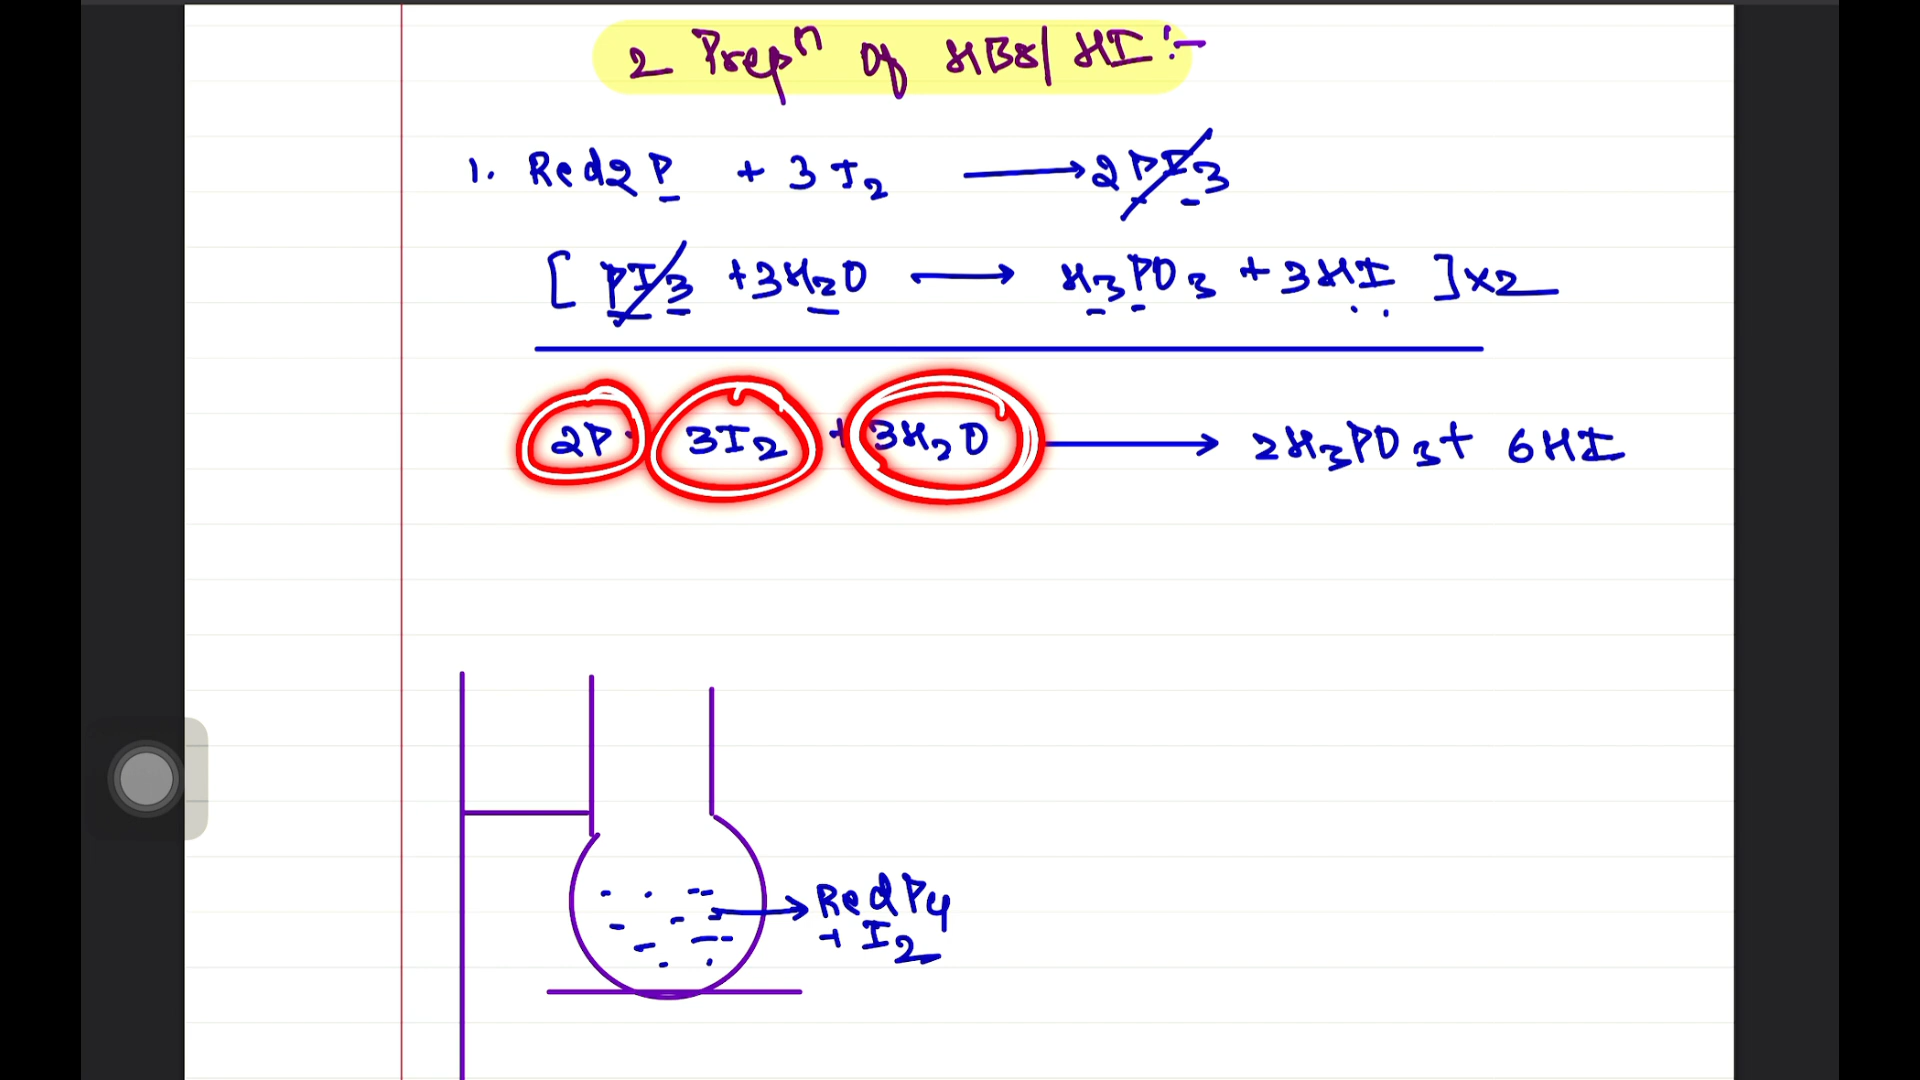 2 Prepⁿ Of HBr/HI :-
1. Red 2P + 3I₂ ⟶ 2PI₃
[ PI₃ + 3H₂O ⟶ H₃PO₃ + 3HI ] x2
2P + 3I₂ + 3H₂O ⟶ 2H₃PO₃ + 6HI
Red P₄
+ I₂